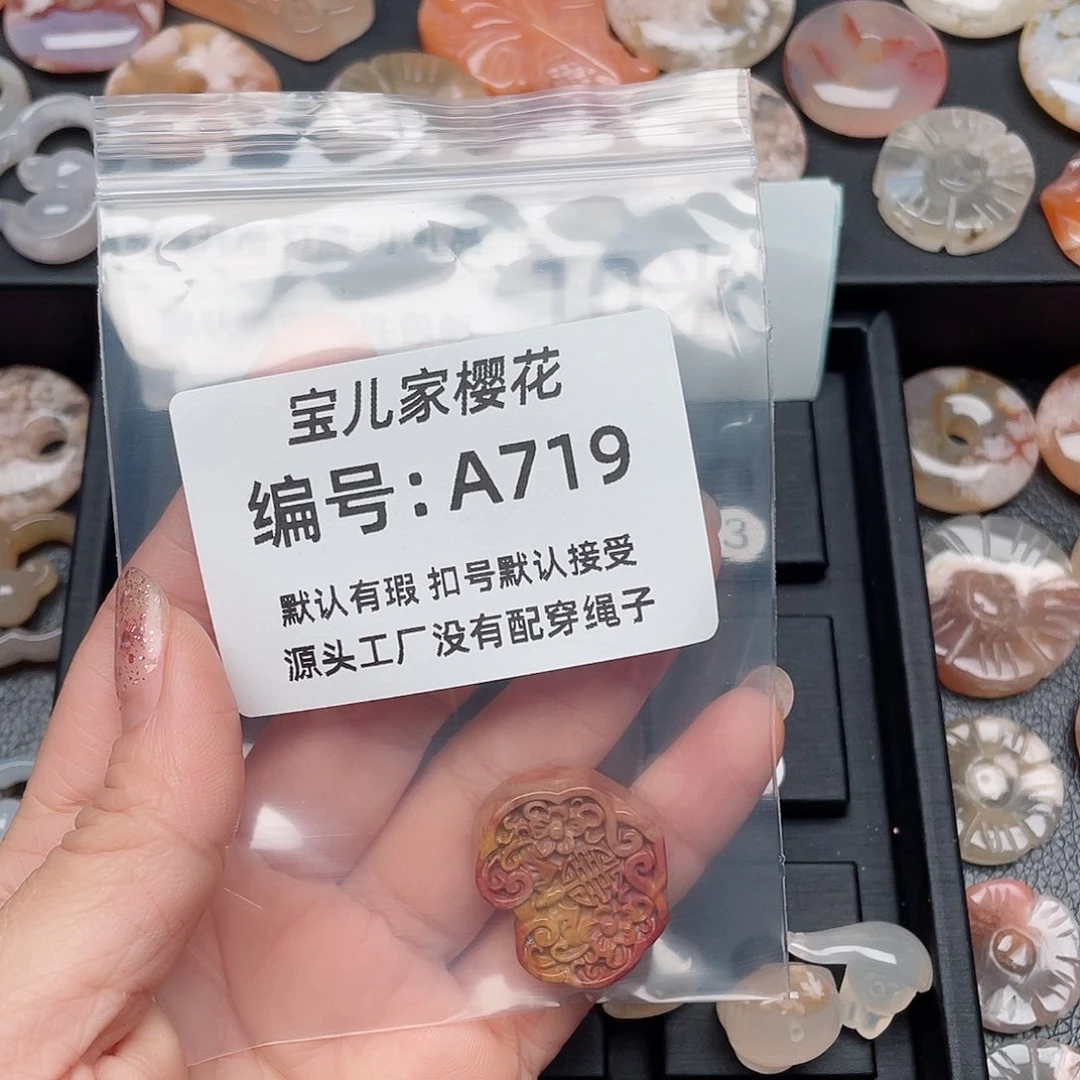 宝儿家樱花
编号：A719
默认有瑕 扣号默认接受
源头工厂没有配穿绳子
3